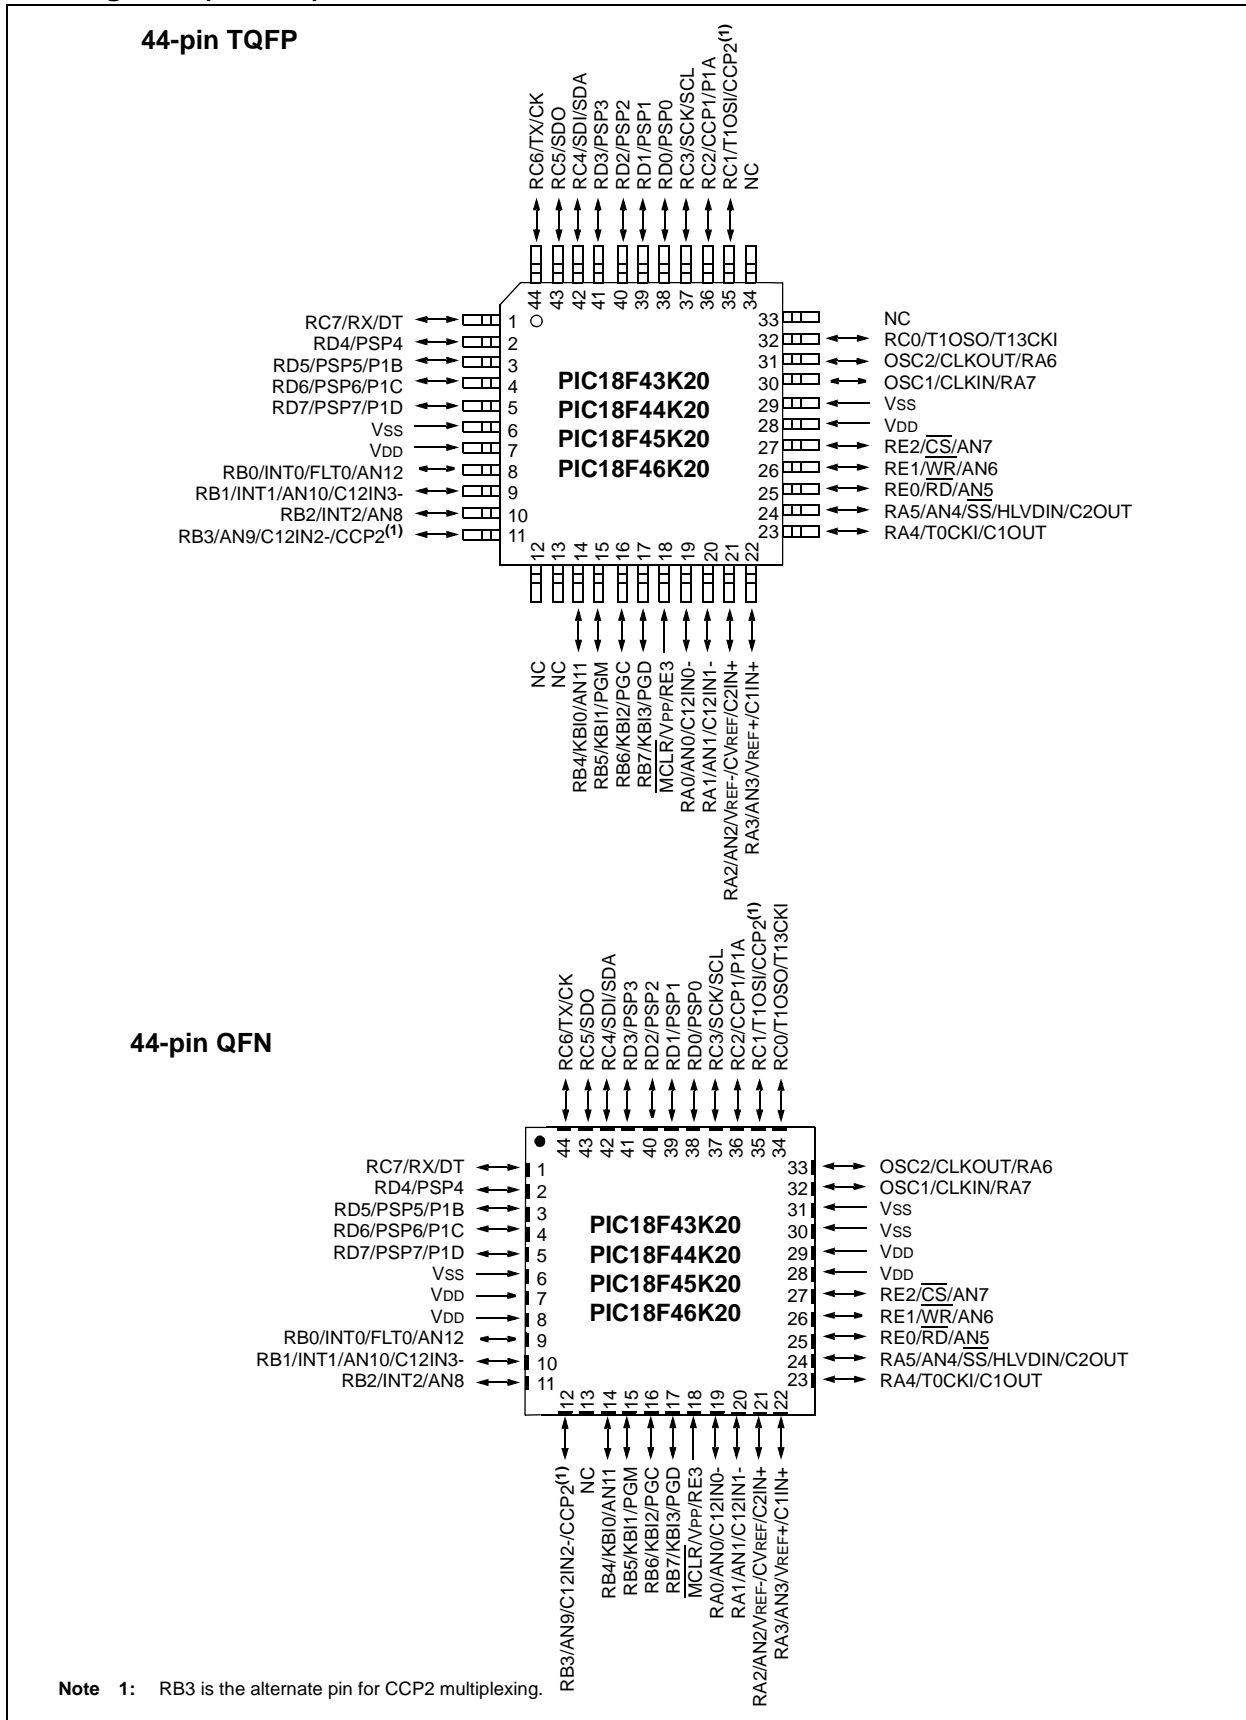 44-pin TQFP
RC6/TX/CK
RC5/SDO
RC4/SDI/SDA
RD3/PSP3
RD2/PSP2
RD1/PSP1
RD0/PSP0
RC3/SCK/SCL
RC2/CCP1/P1A
RC1/T1OSI/CCP2(1)
NC
44
43
42
41
40
39
38
37
36
35
34
RC7/RX/DT 1
RD4/PSP4 2
RD5/PSP5/P1B 3
RD6/PSP6/P1C 4
RD7/PSP7/P1D 5
VSS 6
VDD 7
RB0/INT0/FLT0/AN12 8
RB1/INT1/AN10/C12IN3- 9
RB2/INT2/AN8 10
RB3/AN9/C12IN2-/CCP2(1) 11
PIC18F43K20
PIC18F44K20
PIC18F45K20
PIC18F46K20
33 NC
32 RC0/T1OSO/T13CKI
31 OSC2/CLKOUT/RA6
30 OSC1/CLKIN/RA7
29 VSS
28 VDD
27 RE2/CS/AN7
26 RE1/WR/AN6
25 RE0/RD/AN5
24 RA5/AN4/SS/HLVDIN/C2OUT
23 RA4/T0CKI/C1OUT
12
13
14
15
16
17
18
19
20
21
22
NC
NC
RB4/KBI0/AN11
RB5/KBI1/PGM
RB6/KBI2/PGC
RB7/KBI3/PGD
MCLR/VPP/RE3
RA0/AN0/C12IN0-
RA1/AN1/C12IN1-
RA2/AN2/VREF-/CVREF/C2IN+
RA3/AN3/VREF+/C1IN+
44-pin QFN
RC6/TX/CK
RC5/SDO
RC4/SDI/SDA
RD3/PSP3
RD2/PSP2
RD1/PSP1
RD0/PSP0
RC3/SCK/SCL
RC2/CCP1/P1A
RC1/T1OSI/CCP2(1)
RC0/T1OSO/T13CKI
44
43
42
41
40
39
38
37
36
35
34
RC7/RX/DT 1
RD4/PSP4 2
RD5/PSP5/P1B 3
RD6/PSP6/P1C 4
RD7/PSP7/P1D 5
VSS 6
VDD 7
VDD 8
RB0/INT0/FLT0/AN12 9
RB1/INT1/AN10/C12IN3- 10
RB2/INT2/AN8 11
PIC18F43K20
PIC18F44K20
PIC18F45K20
PIC18F46K20
33 OSC2/CLKOUT/RA6
32 OSC1/CLKIN/RA7
31 VSS
30 VSS
29 VDD
28 VDD
27 RE2/CS/AN7
26 RE1/WR/AN6
25 RE0/RD/AN5
24 RA5/AN4/SS/HLVDIN/C2OUT
23 RA4/T0CKI/C1OUT
12
13
14
15
16
17
18
19
20
21
22
RB3/AN9/C12IN2-/CCP2(1)
NC
RB4/KBI0/AN11
RB5/KBI1/PGM
RB6/KBI2/PGC
RB7/KBI3/PGD
MCLR/VPP/RE3
RA0/AN0/C12IN0-
RA1/AN1/C12IN1-
RA2/AN2/VREF-/CVREF/C2IN+
RA3/AN3/VREF+/C1IN+
Note 1: RB3 is the alternate pin for CCP2 multiplexing.